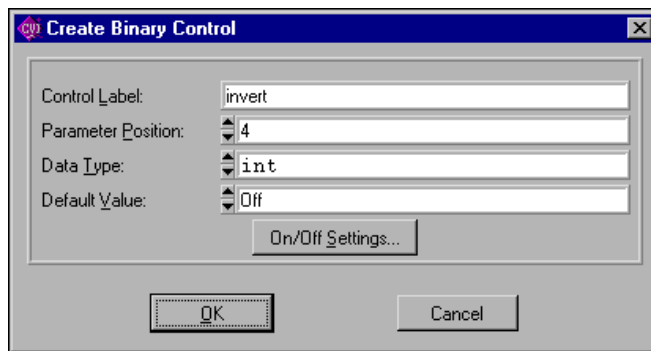 CVI Create Binary Control
Control Label: invert
Parameter Position: 4
Data Type: int
Default Value: Off
On/Off Settings...
OK Cancel